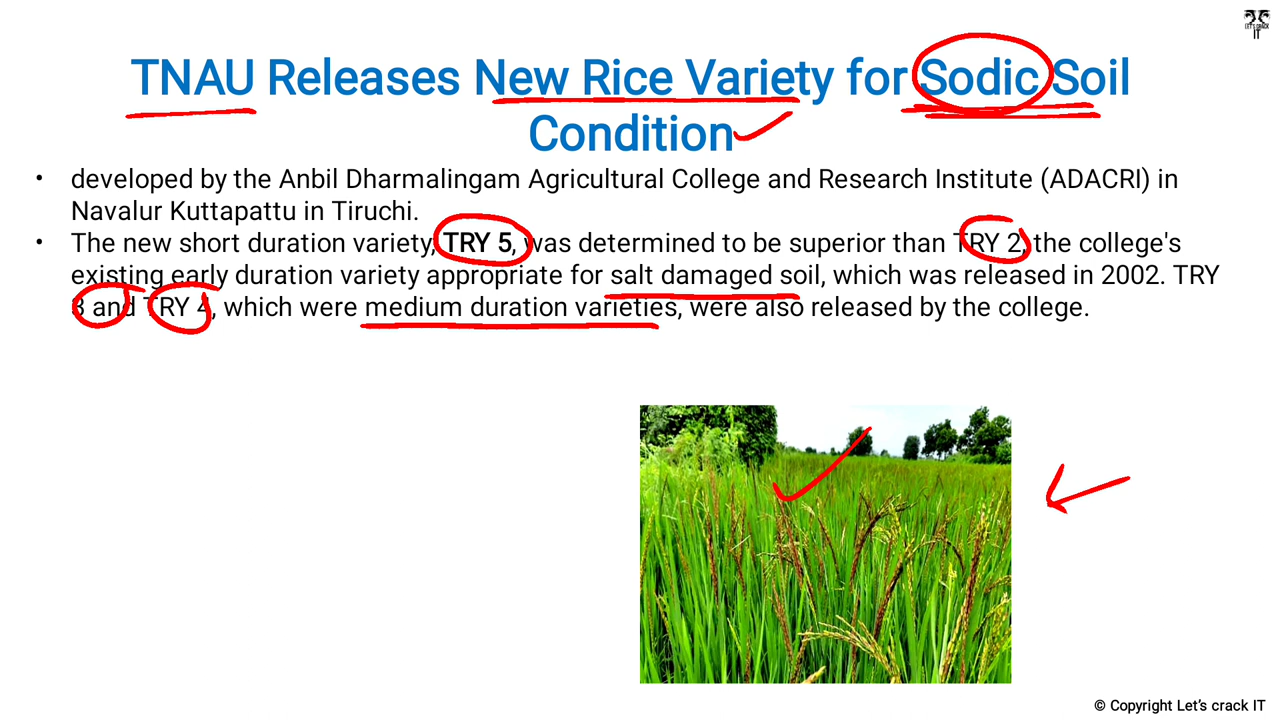 LET'S CRACK
IT
TNAU Releases New Rice Variety for Sodic Soil
Condition
• developed by the Anbil Dharmalingam Agricultural College and Research Institute (ADACRI) in
Navalur Kuttapattu in Tiruchi.
• The new short duration variety, TRY 5, was determined to be superior than TRY 2, the college's
existing early duration variety appropriate for salt damaged soil, which was released in 2002. TRY
3 and TRY 4, which were medium duration varieties, were also released by the college.
© Copyright Let's crack IT